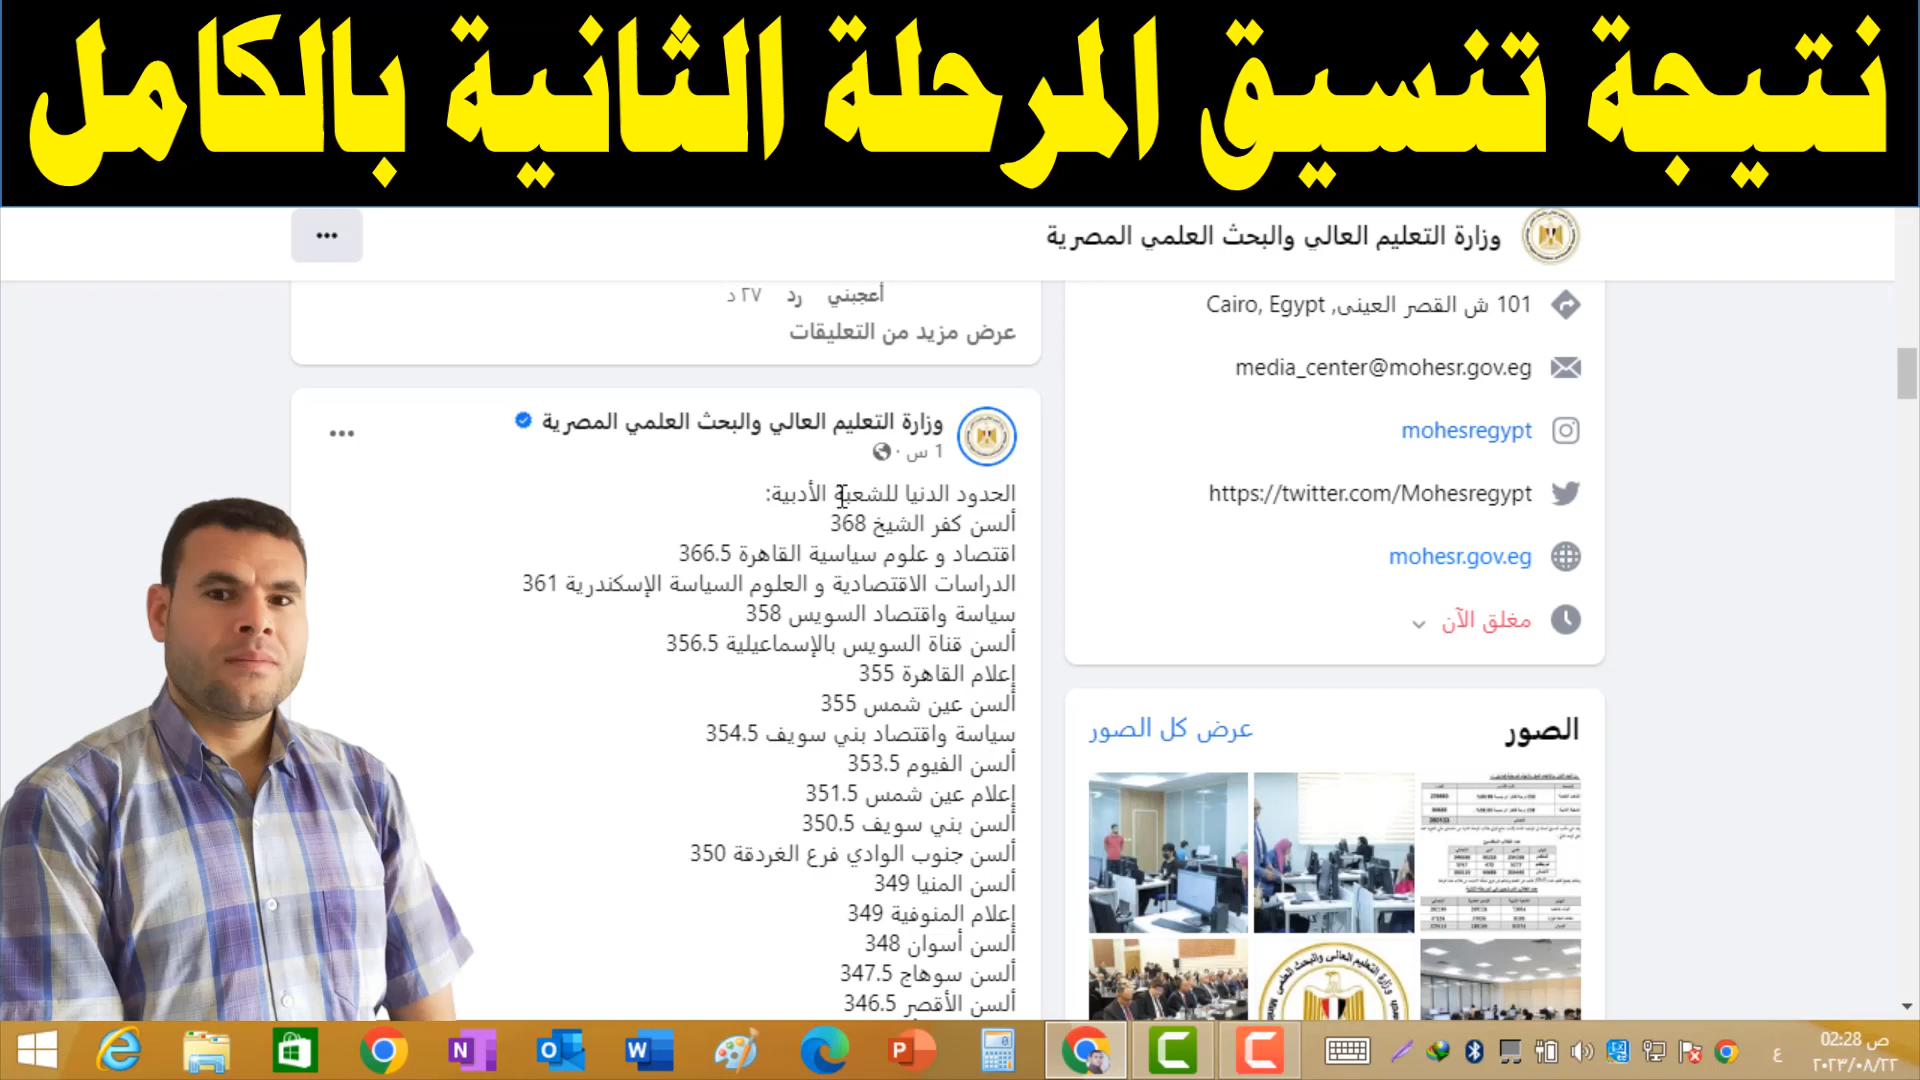 نتيجة تنسيق المرحلة الثانية بالكامل
وزارة التعليم العالي والبحث العلمي المصرية
...
101 ش القصر العينى, Cairo, Egypt
media_center@mohesr.gov.eg
mohesregypt
https://twitter.com/Mohesregypt
mohesr.gov.eg
مغلق الآن
الصور
عرض كل الصور
أعجبني رد ٢٧ د
عرض مزيد من التعليقات
وزارة التعليم العالي والبحث العلمي المصرية
1 س ·
الحدود الدنيا للشعبة الأدبية:
ألسن كفر الشيخ 368
اقتصاد و علوم سياسية القاهرة 366.5
الدراسات الاقتصادية و العلوم السياسة الإسكندرية 361
سياسة واقتصاد السويس 358
ألسن قناة السويس بالإسماعيلية 356.5
إعلام القاهرة 355
ألسن عين شمس 355
سياسة واقتصاد بني سويف 354.5
ألسن الفيوم 353.5
إعلام عين شمس 351.5
ألسن بني سويف 350.5
ألسن جنوب الوادي فرع الغردقة 350
ألسن المنيا 349
إعلام المنوفية 349
ألسن أسوان 348
ألسن سوهاج 347.5
ألسن الأقصر 346.5
ع
02:28 ص
٢٠٢٣/٠٨/٢٢